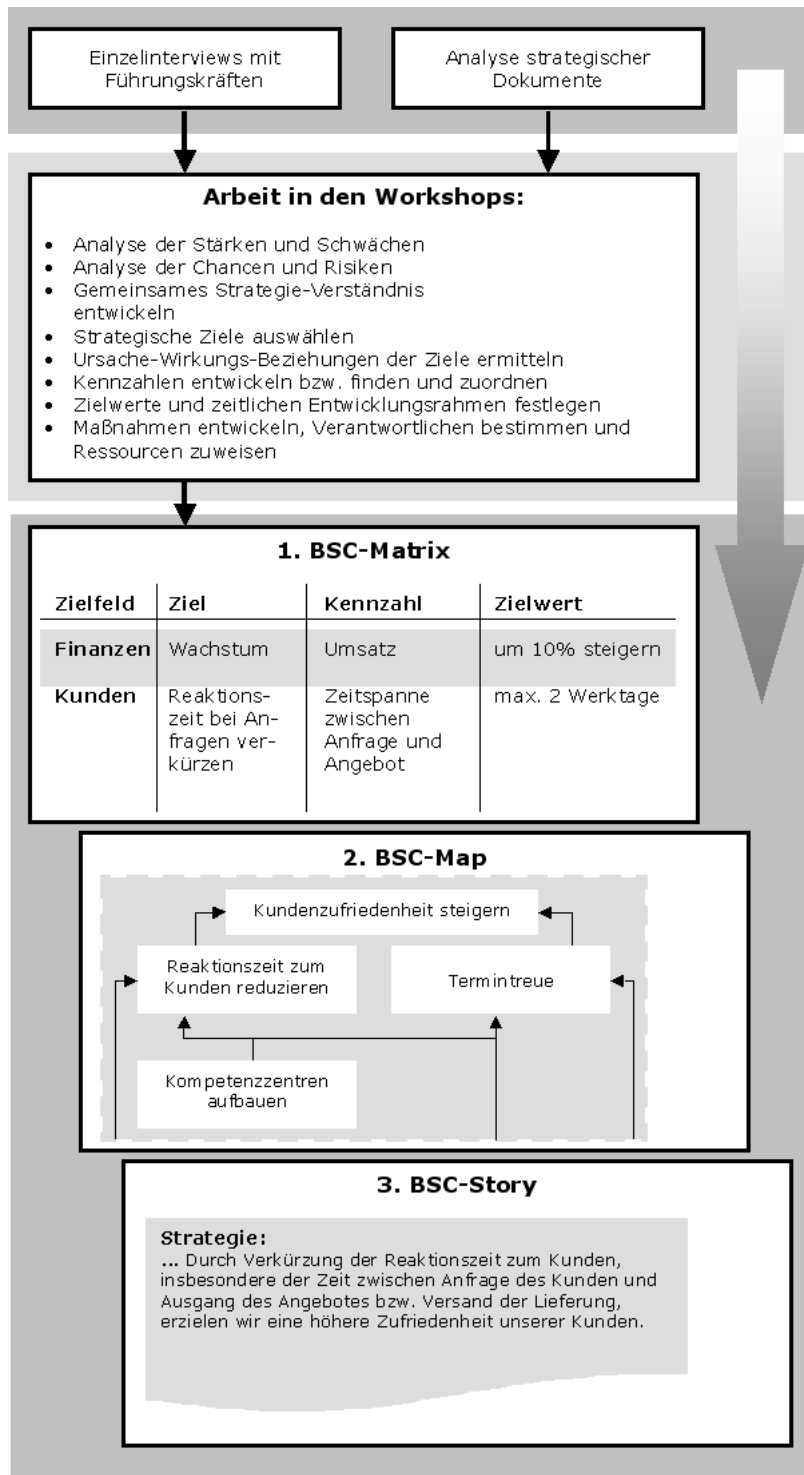 Einzelinterviews mit
Führungskräften
Analyse strategischer
Dokumente
Arbeit in den Workshops:
• Analyse der Stärken und Schwächen
• Analyse der Chancen und Risiken
• Gemeinsames Strategie-Verständnis
entwickeln
• Strategische Ziele auswählen
• Ursache-Wirkungs-Beziehungen der Ziele ermitteln
• Kennzahlen entwickeln bzw. finden und zuordnen
• Zielwerte und zeitlichen Entwicklungsrahmen festlegen
• Maßnahmen entwickeln, Verantwortlichen bestimmen und
Ressourcen zuweisen
1. BSC-Matrix
Zielfeld Ziel Kennzahl Zielwert
Finanzen Wachstum Umsatz um 10% steigern
Kunden Reaktions- Zeitspanne max. 2 Werktage
zeit bei An- zwischen
fragen ver- Anfrage und
kürzen Angebot
2. BSC-Map
Kundenzufriedenheit steigern
Reaktionszeit zum
Kunden reduzieren
Termintreue
Kompetenzzentren
aufbauen
3. BSC-Story
Strategie:
... Durch Verkürzung der Reaktionszeit zum Kunden,
insbesondere der Zeit zwischen Anfrage des Kunden und
Ausgang des Angebotes bzw. Versand der Lieferung,
erzielen wir eine höhere Zufriedenheit unserer Kunden.